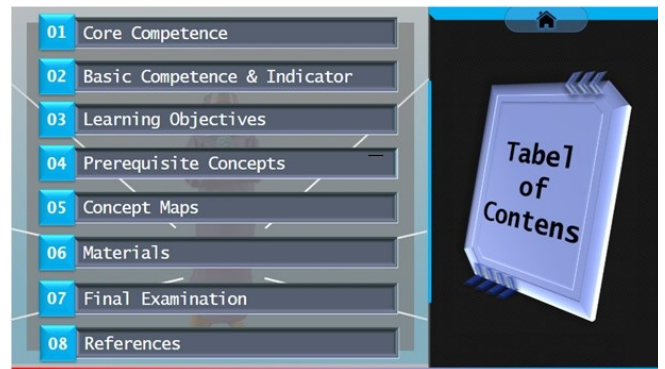 01 Core Competence
02 Basic Competence & Indicator
03 Learning Objectives
04 Prerequisite Concepts
05 Concept Maps
06 Materials
07 Final Examination
08 References
Tabel
of
Contens